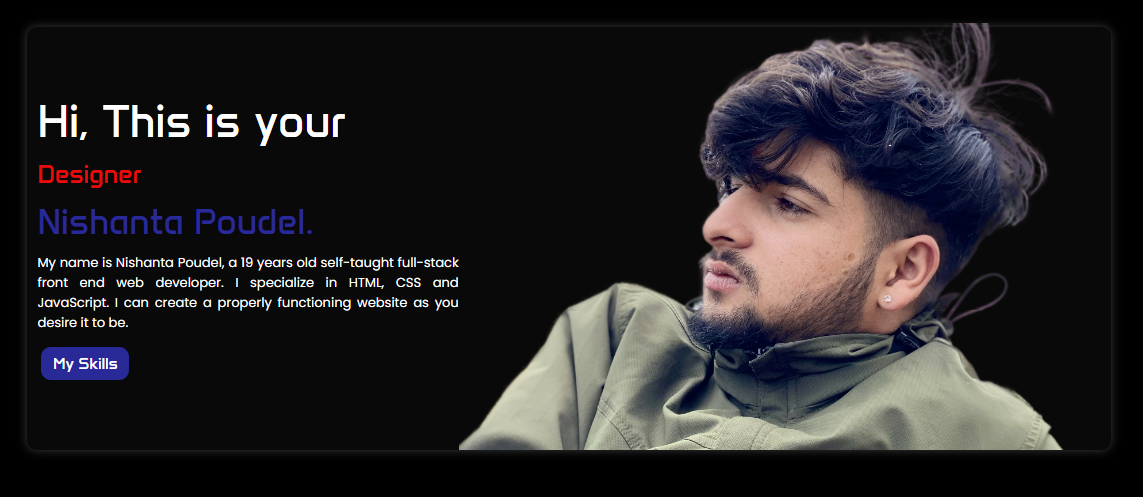 Hi, This is your
Designer
Nishanta Poudel.
My name is Nishanta Poudel, a 19 years old self-taught full-stack
front end web developer. I specialize in HTML, CSS and
JavaScript. I can create a properly functioning website as you
desire it to be.
My Skills